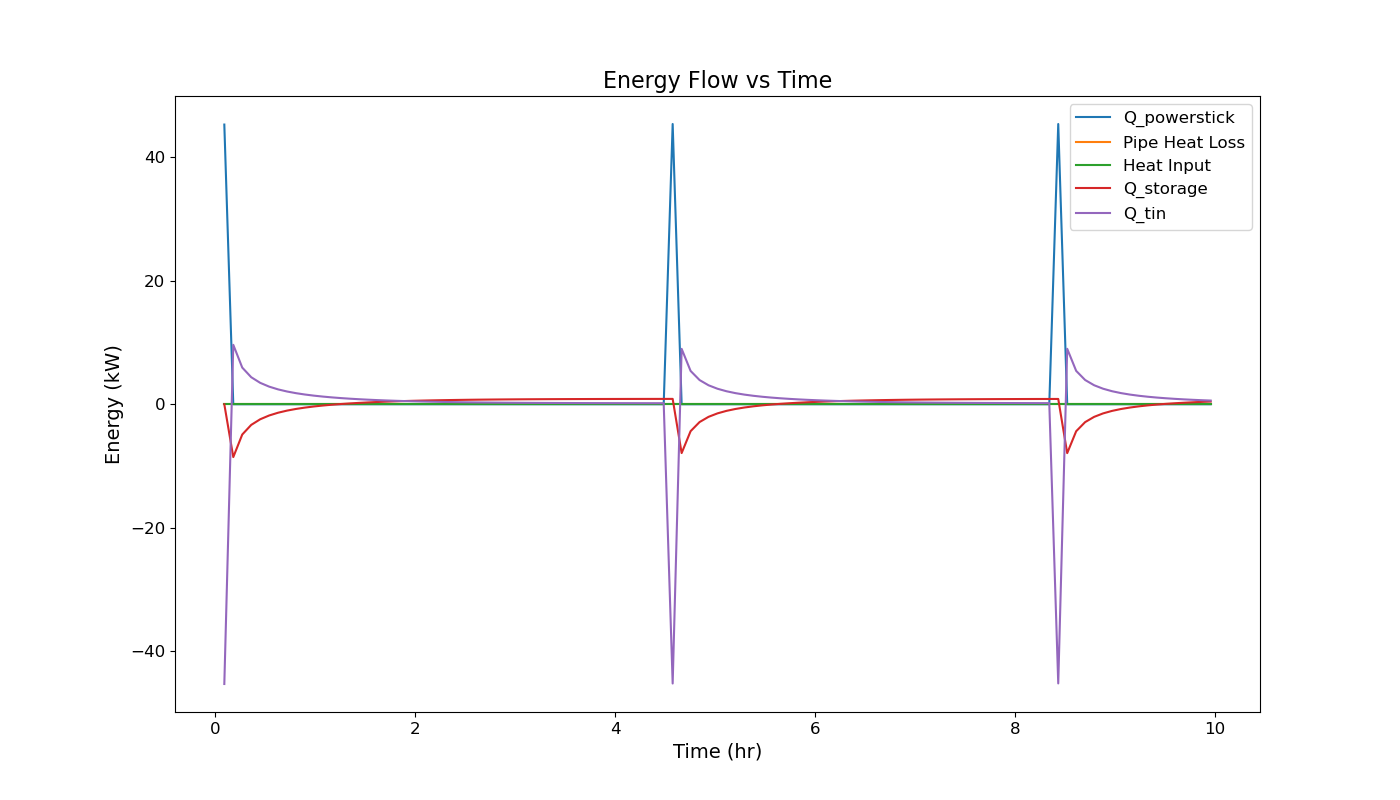 Energy Flow vs Time
Q_powerstick
Pipe Heat Loss
Heat Input
Q_storage
Q_tin
Energy (kW)
40
20
0
−20
−40
0 2 4 6 8 10
Time (hr)